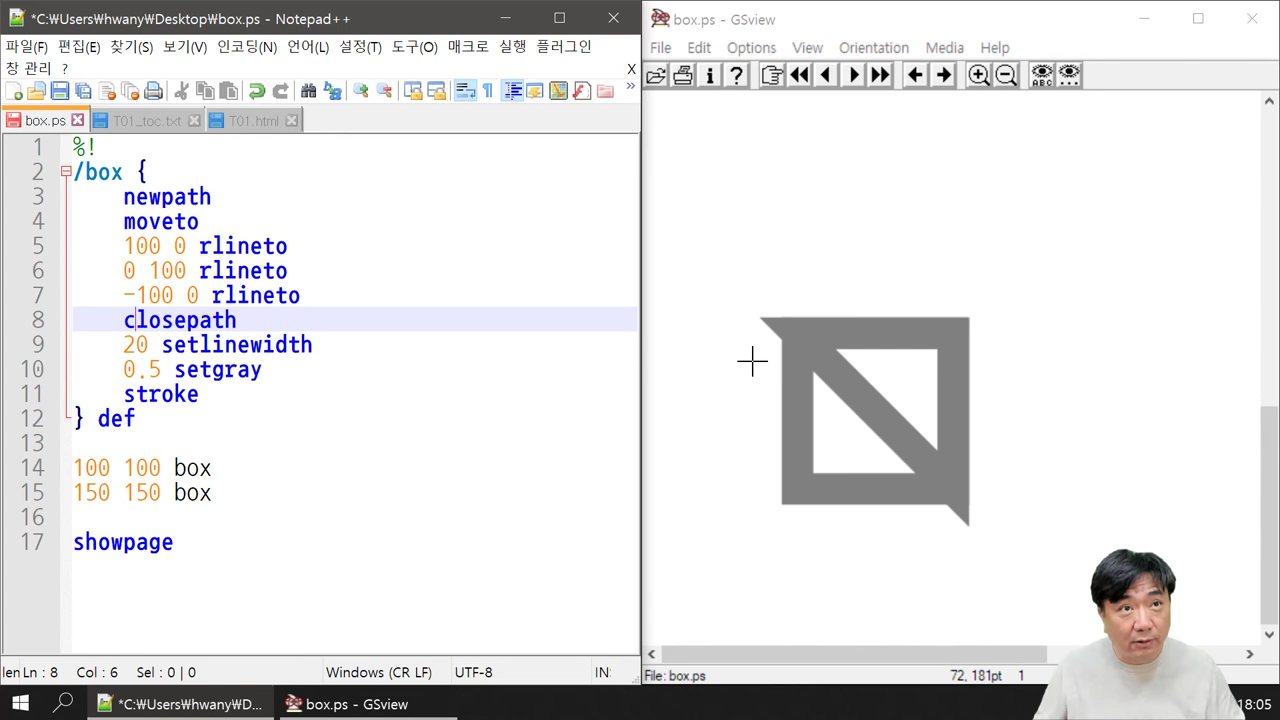 *C:₩Users₩hwany₩Desktop₩box.ps - Notepad++
파일(F) 편집(E) 찾기(S) 보기(V) 인코딩(N) 언어(L) 설정(T) 도구(O) 매크로 실행 플러그인
창 관리 ? X
box.ps T01_toc.txt T01.html
1 %!
2 /box {
3 newpath
4 moveto
5 100 0 rlineto
6 0 100 rlineto
7 -100 0 rlineto
8 closepath
9 20 setlinewidth
10 0.5 setgray
11 stroke
12 } def
13
14 100 100 box
15 150 150 box
16
17 showpage
len Ln : 8 Col : 6 Sel : 0 | 0 Windows (CR LF) UTF-8 IN
box.ps - GSview
File Edit Options View Orientation Media Help
ABC
File: box.ps 72, 181pt 1
*C:₩Users₩hwany₩D... box.ps - GSview 18:05